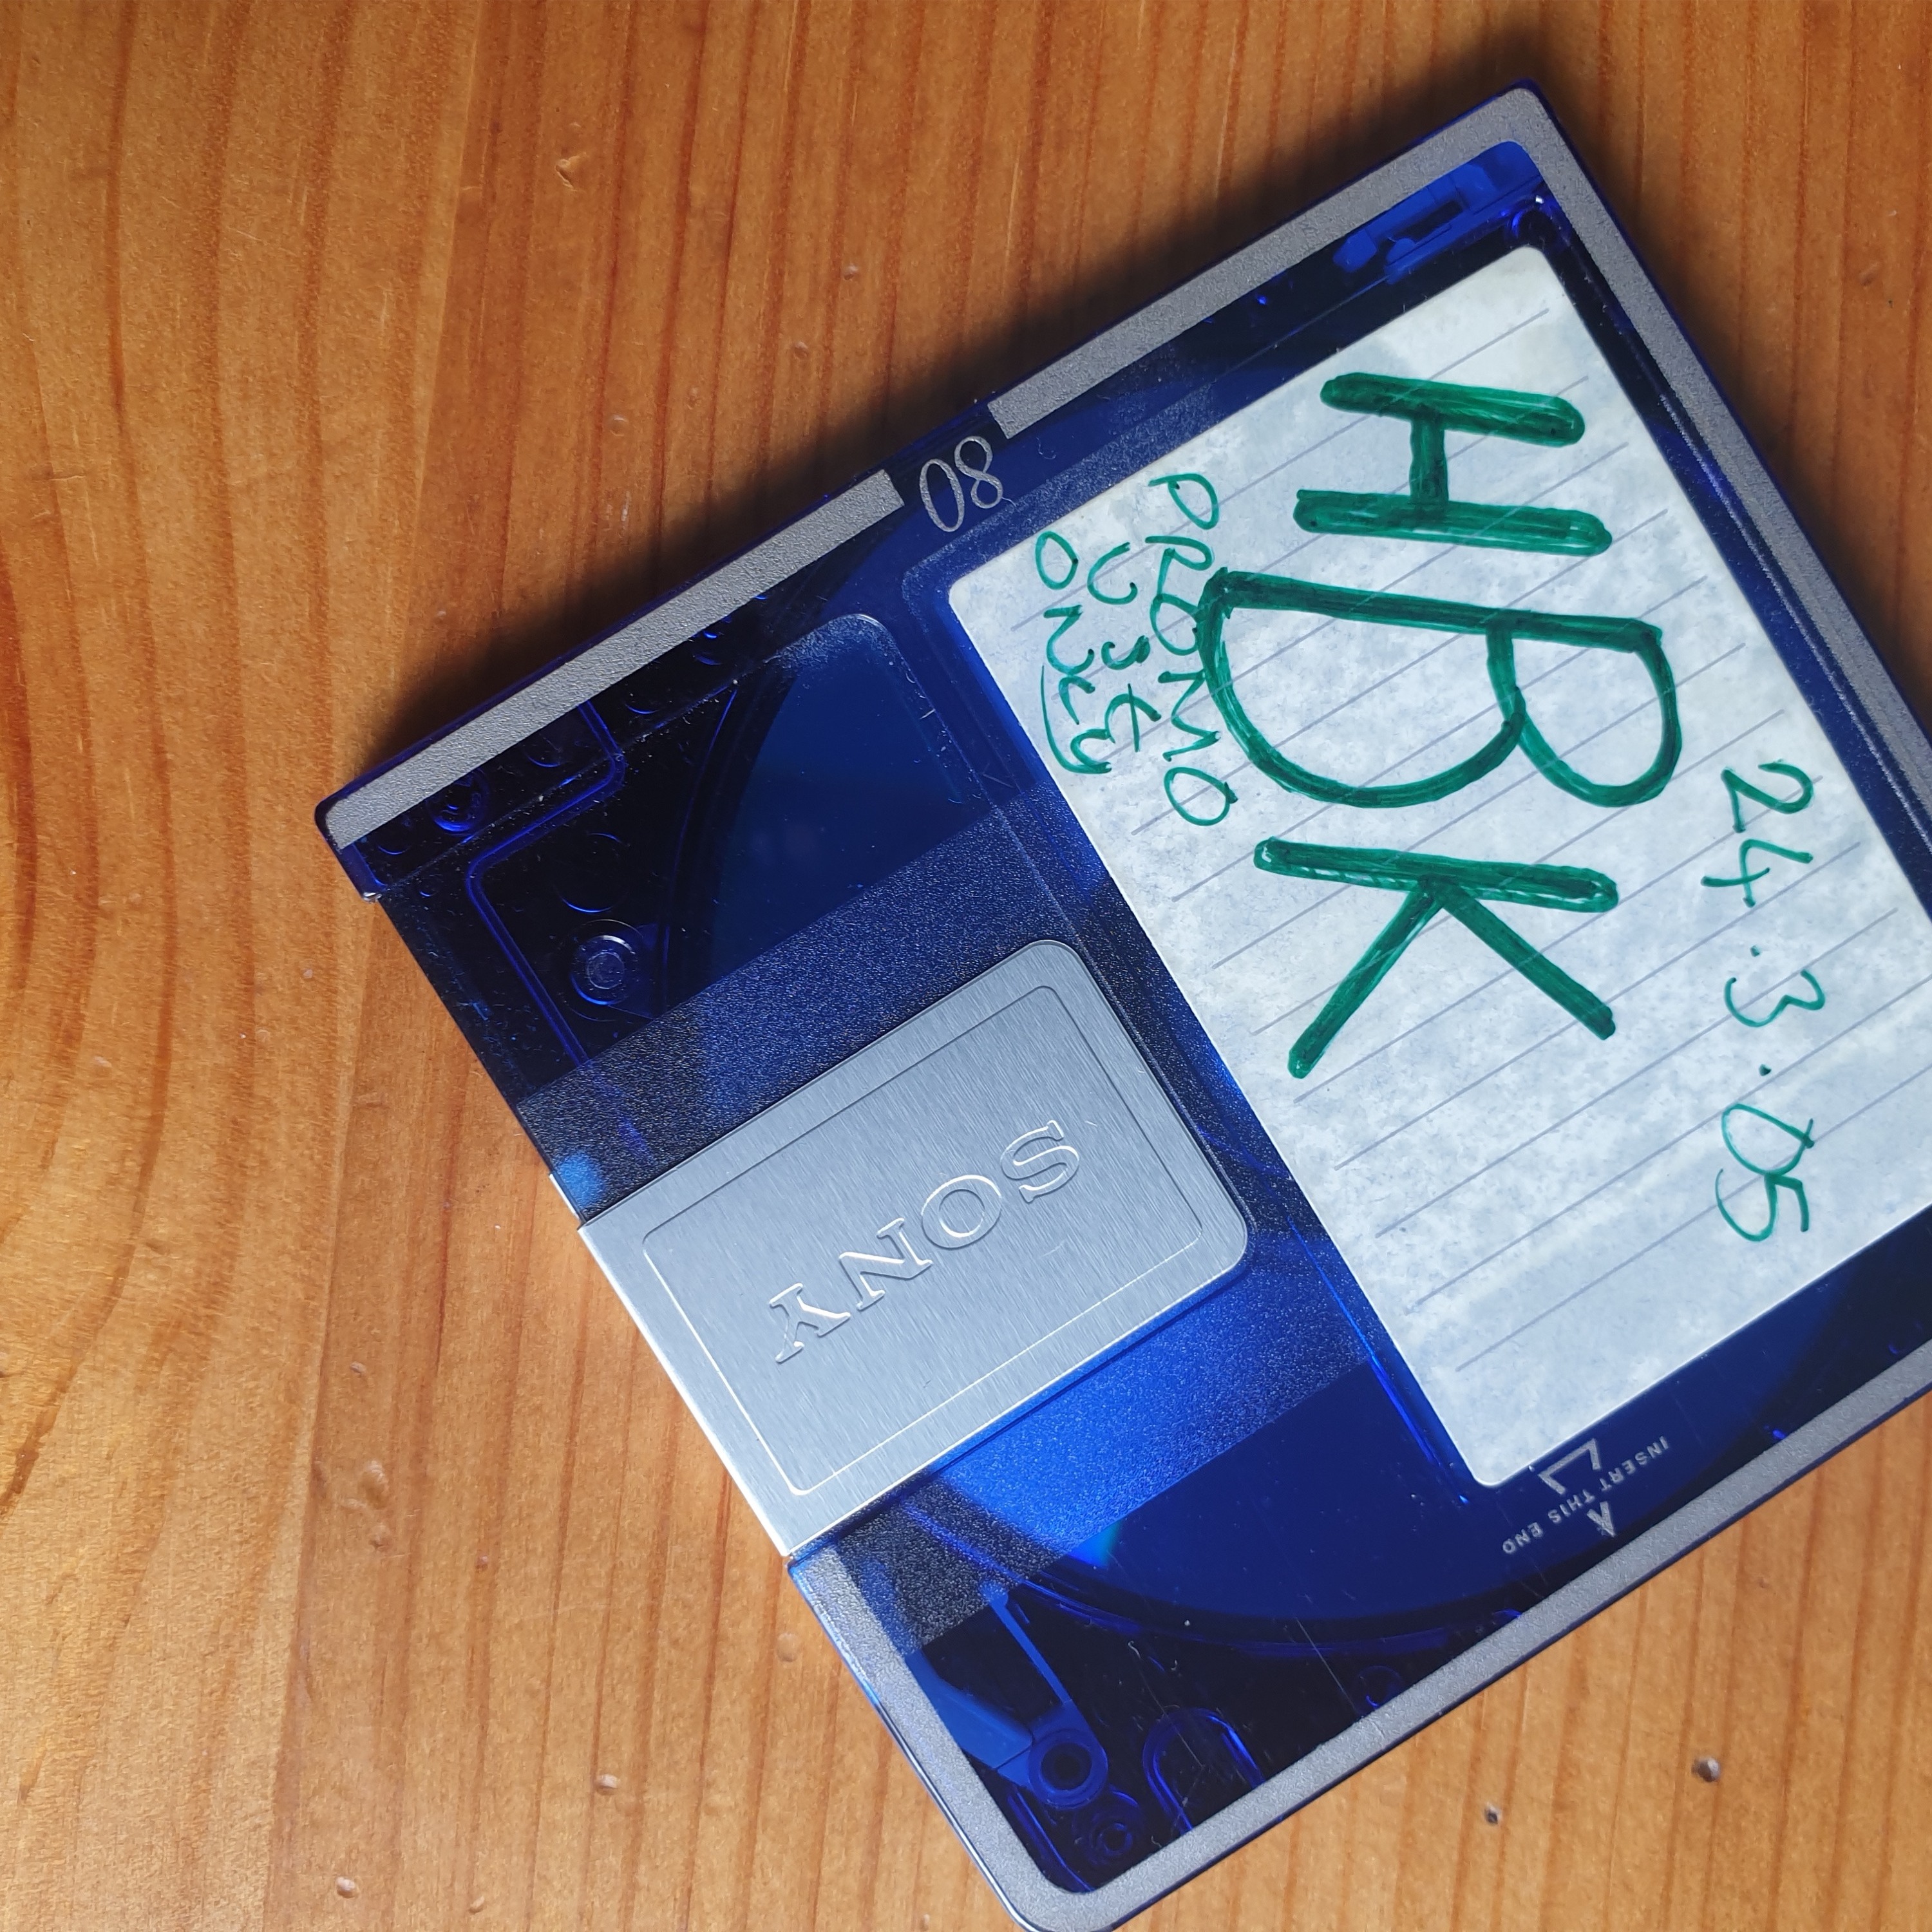 24.3.05
HBK
PROMO
USE
ONLY
80
SONY
INSERT THIS END